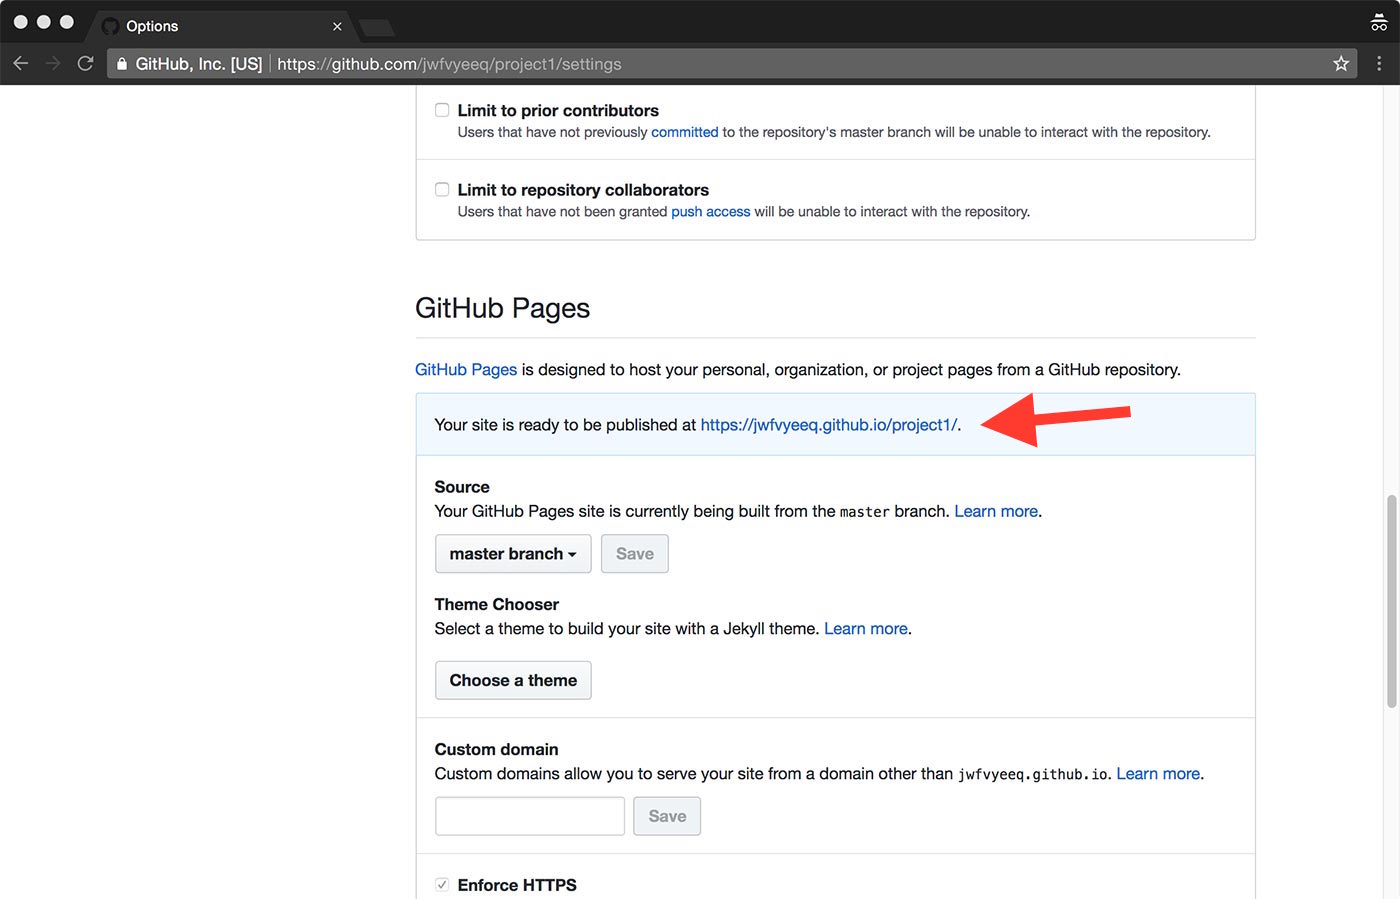 Options
GitHub, Inc. [US] https://github.com/jwfvyeeq/project1/settings
Limit to prior contributors
Users that have not previously committed to the repository's master branch will be unable to interact with the repository.
Limit to repository collaborators
Users that have not been granted push access will be unable to interact with the repository.
GitHub Pages
GitHub Pages is designed to host your personal, organization, or project pages from a GitHub repository.
Your site is ready to be published at https://jwfvyeeq.github.io/project1/.
Source
Your GitHub Pages site is currently being built from the master branch. Learn more.
master branch Save
Theme Chooser
Select a theme to build your site with a Jekyll theme. Learn more.
Choose a theme
Custom domain
Custom domains allow you to serve your site from a domain other than jwfvyeeq.github.io. Learn more.
Save
Enforce HTTPS